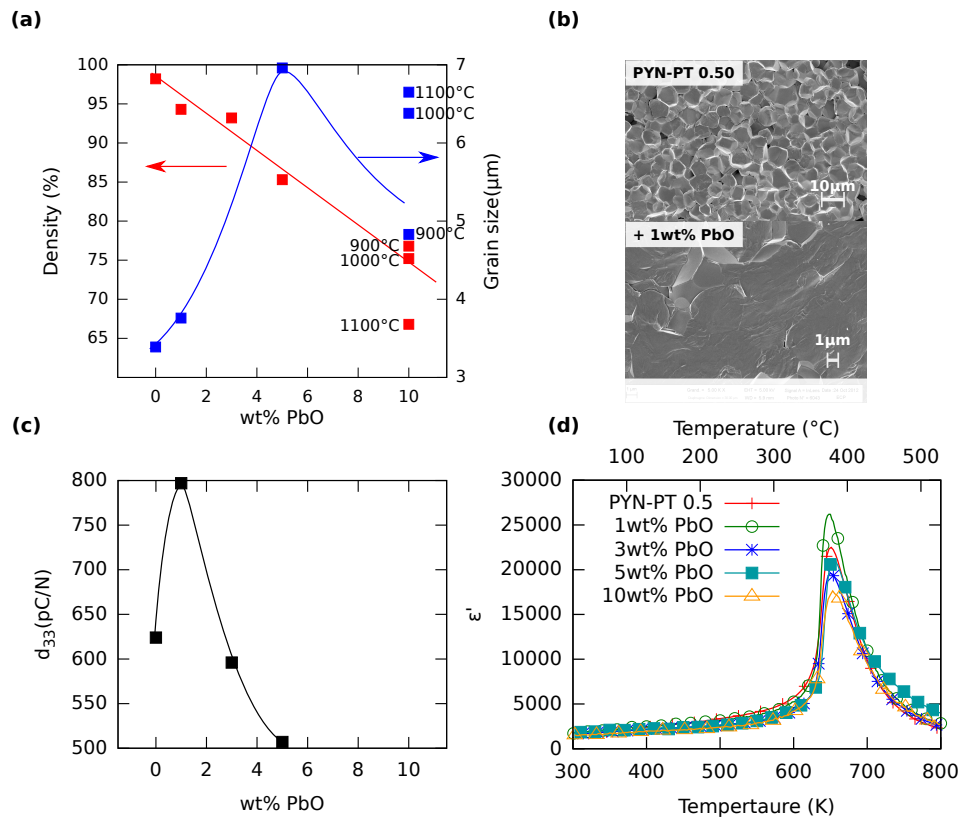 (a)
(b)
100
95
90
85
80
75
70
65
Density (%)
7
6
5
4
3
Grain size(μm)
1100°C
1000°C
900°C
900°C
1000°C
1100°C
0 2 4 6 8 10
wt% PbO
PYN-PT 0.50
10μm
+ 1wt% PbO
1μm
(c)
(d)
800
750
700
650
600
550
500
d33(pC/N)
0 2 4 6 8 10
wt% PbO
Temperature (°C)
100 200 300 400 500
30000
25000
20000
15000
10000
5000
0
ε'
PYN-PT 0.5
1wt% PbO
3wt% PbO
5wt% PbO
10wt% PbO
300 400 500 600 700 800
Tempertaure (K)